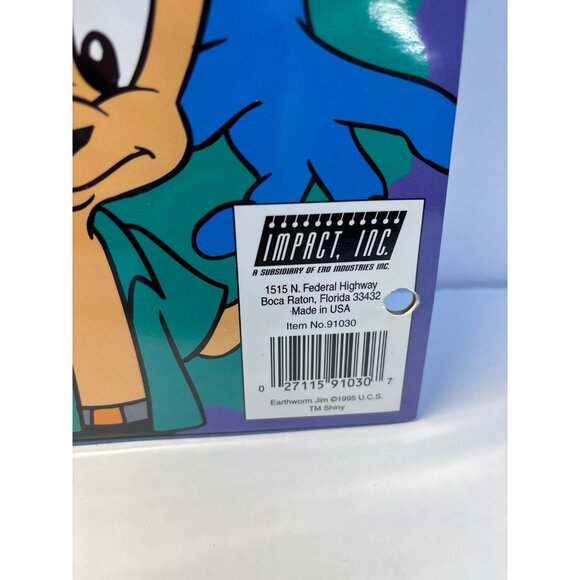 IMPACT, INC.
A SUBSIDIARY OF ERO INDUSTRIES INC.
1515 N. Federal Highway
Boca Raton, Florida 33432
Made in USA
Item No.91030
0 27115 91030 7
Earthworm Jim ©1995 U.C.S.
TM Shiny